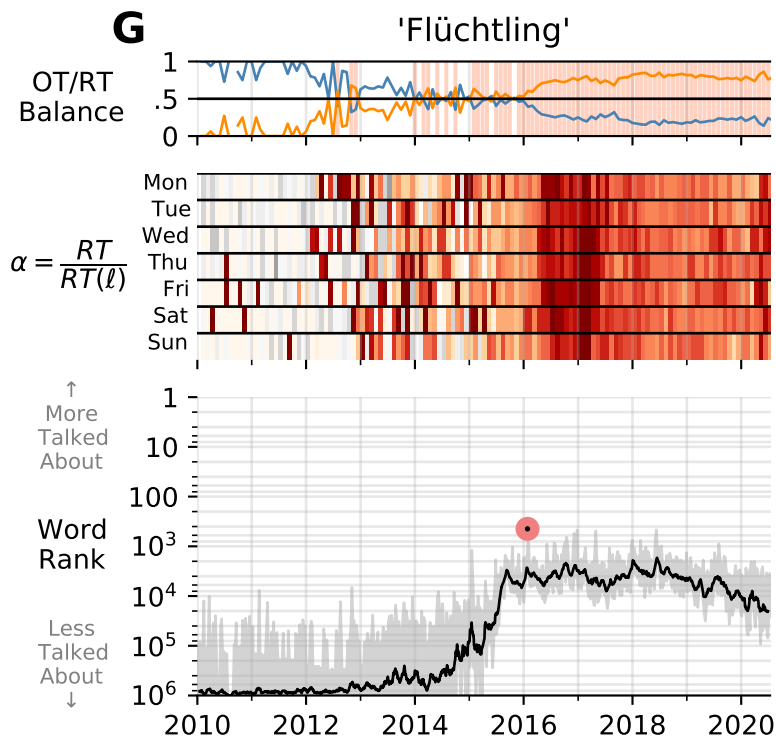 G
'Flüchtling'
OT/RT
Balance
1
.5
0
α = RT / RT(ℓ)
Mon
Tue
Wed
Thu
Fri
Sat
Sun
↑
More
Talked
About
Word
Rank
Less
Talked
About
↓
1
10
100
10³
10⁴
10⁵
10⁶
2010 2012 2014 2016 2018 2020